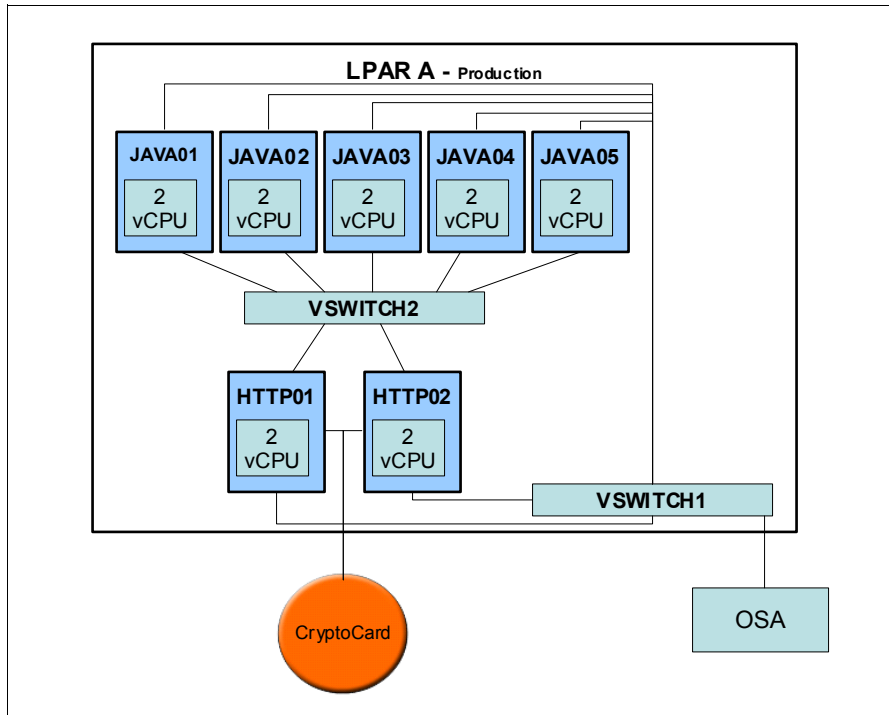 LPAR A - Production
JAVA01
JAVA02
JAVA03
JAVA04
JAVA05
2
vCPU
2
vCPU
2
vCPU
2
vCPU
2
vCPU
VSWITCH2
HTTP01
HTTP02
2
vCPU
2
vCPU
VSWITCH1
CryptoCard
OSA